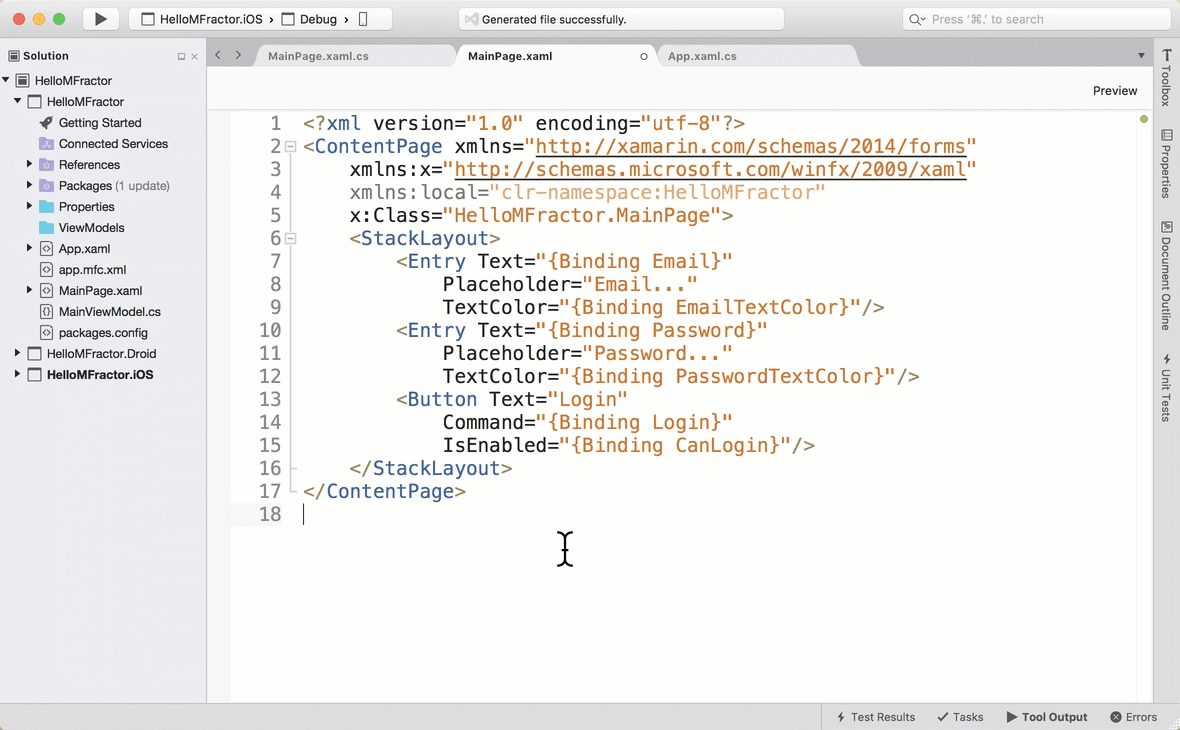 HelloMFractor.iOS › Debug ›
Generated file successfully.
Press ‘⌘.’ to search
Solution
HelloMFractor
HelloMFractor
Getting Started
Connected Services
References
Packages (1 update)
Properties
ViewModels
App.xaml
app.mfc.xml
MainPage.xaml
MainViewModel.cs
packages.config
HelloMFractor.Droid
HelloMFractor.iOS
MainPage.xaml.cs
MainPage.xaml
App.xaml.cs
Preview
1 <?xml version="1.0" encoding="utf-8"?>
2 <ContentPage xmlns="http://xamarin.com/schemas/2014/forms"
3 xmlns:x="http://schemas.microsoft.com/winfx/2009/xaml"
4 xmlns:local="clr-namespace:HelloMFractor"
5 x:Class="HelloMFractor.MainPage">
6 <StackLayout>
7 <Entry Text="{Binding Email}"
8 Placeholder="Email..."
9 TextColor="{Binding EmailTextColor}"/>
10 <Entry Text="{Binding Password}"
11 Placeholder="Password..."
12 TextColor="{Binding PasswordTextColor}"/>
13 <Button Text="Login"
14 Command="{Binding Login}"
15 IsEnabled="{Binding CanLogin}"/>
16 </StackLayout>
17 </ContentPage>
18
Toolbox
Properties
Document Outline
Unit Tests
Test Results
Tasks
Tool Output
Errors